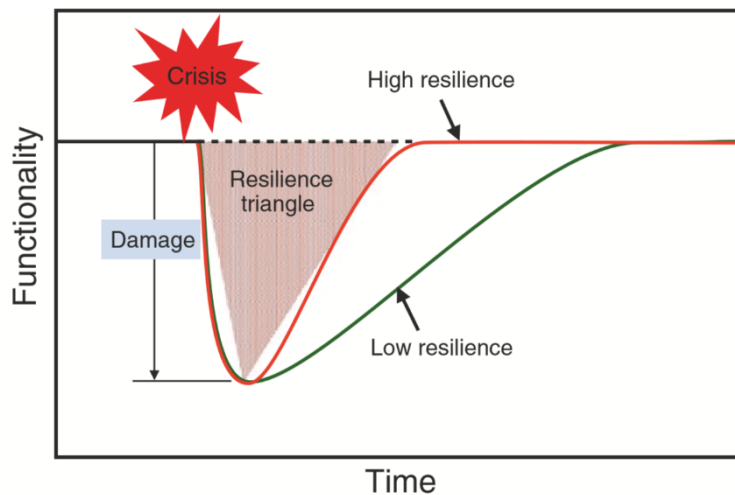 Crisis
High resilience
Resilience
triangle
Damage
Low resilience
Functionality
Time